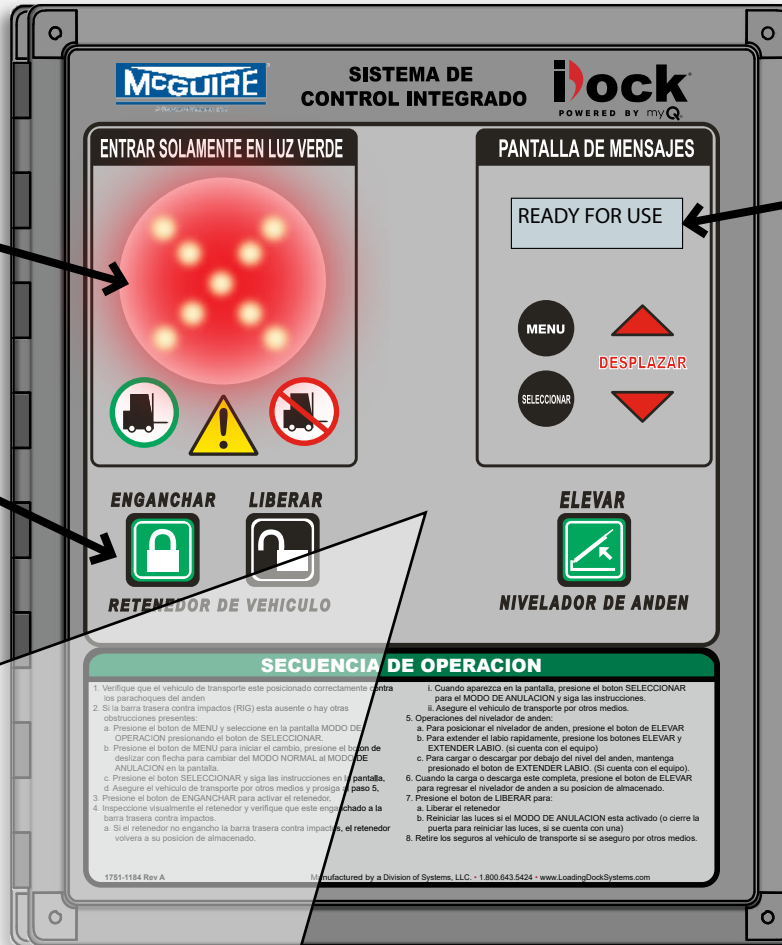 McGUIRE
SISTEMA DE
CONTROL INTEGRADO
iDock
POWERED BY myQ
ENTRAR SOLAMENTE EN LUZ VERDE
PANTALLA DE MENSAJES
READY FOR USE
MENU
DESPLAZAR
SELECCIONAR
ENGANCHAR
LIBERAR
RETENEDOR DE VEHICULO
ELEVAR
NIVELADOR DE ANDEN
SECUENCIA DE OPERACION
1. Verifique que el vehiculo de transporte este posicionado correctamente contra
los parachoques del anden
2. Si la barra trasera contra impactos (RIG) esta ausente o hay otras
obstrucciones presentes:
a. Presione el boton de MENU y seleccione en la pantalla MODO DE
OPERACION presionando el boton de SELECCIONAR.
b. Presione el boton de MENU para iniciar el cambio, presione el boton de
deslizar con flecha para cambiar del MODO NORMAL al MODO DE
ANULACION en la pantalla.
c. Presione el boton SELECCIONAR y siga las instrucciones en la pantalla,
d. Asegure el vehiculo de transporte por otros medios y prosiga al paso 5,
3. Presione el boton de ENGANCHAR para activar el retenedor.
4. Inspeccione visualmente el retenedor y verifique que este enganchado a la
barra trasera contra impactos.
a. Si el retenedor no engancho la barra trasera contra impactos, el retenedor
volvera a su posicion de almacenado.
i. Cuando aparezca en la pantalla, presione el boton SELECCIONAR
para el MODO DE ANULACION y siga las instrucciones.
ii. Asegure el vehiculo de transporte por otros medios.
5. Operaciones del nivelador de anden:
a. Para posicionar el nivelador de anden, presione el boton de ELEVAR
b. Para extender el labio rapidamente, presione los botones ELEVAR y
EXTENDER LABIO. (si cuenta con el equipo)
c. Para cargar o descargar por debajo del nivel del anden, mantenga
presionado el boton de EXTENDER LABIO. (Si cuenta con el equipo).
6. Cuando la carga o descarga este completa, presione el boton de ELEVAR
para regresar el nivelador de anden a su posicion de almacenado.
7. Presione el boton de LIBERAR para:
a. Liberar el retenedor
b. Reiniciar las luces si el MODO DE ANULACION esta activado (o cierre la
puerta para reiniciar las luces, si se cuenta con una)
8. Retire los seguros al vehiculo de transporte si se aseguro por otros medios.
1751-1184 Rev A
Manufactured by a Division of Systems, LLC. • 1.800.643.5424 • www.LoadingDockSystems.com